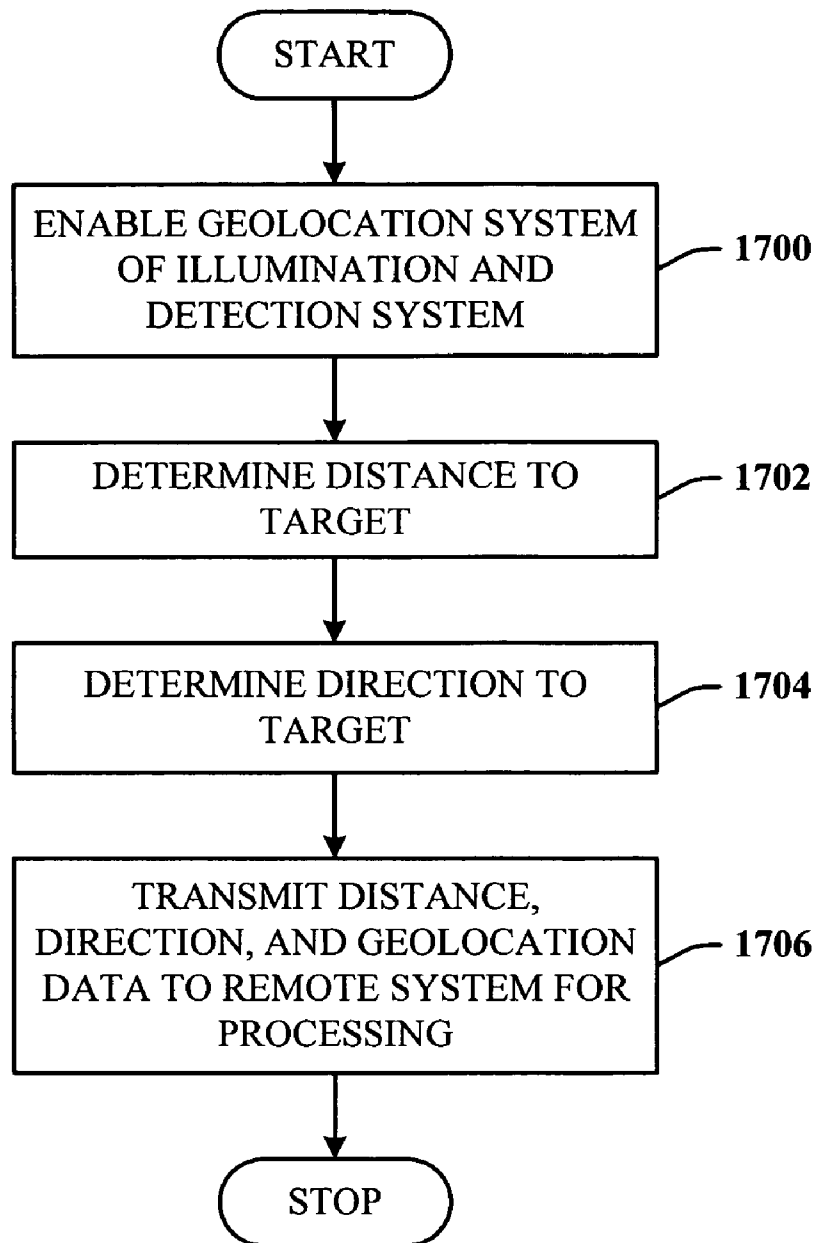 START
ENABLE GEOLOCATION SYSTEM
OF ILLUMINATION AND
DETECTION SYSTEM
1700
DETERMINE DISTANCE TO
TARGET
1702
DETERMINE DIRECTION TO
TARGET
1704
TRANSMIT DISTANCE,
DIRECTION, AND GEOLOCATION
DATA TO REMOTE SYSTEM FOR
PROCESSING
1706
STOP